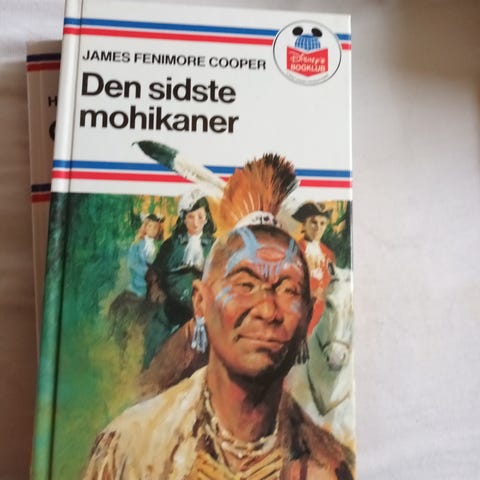 JAMES FENIMORE COOPER
Disney's
BOGKLUB
Den sidste
mohikaner
H